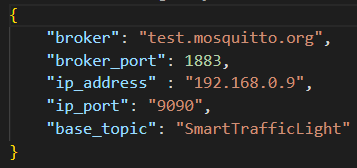 {
"broker": "test.mosquitto.org",
"broker_port": 1883,
"ip_address" : "192.168.0.9",
"ip_port": "9090",
"base_topic": "SmartTrafficLight"
}